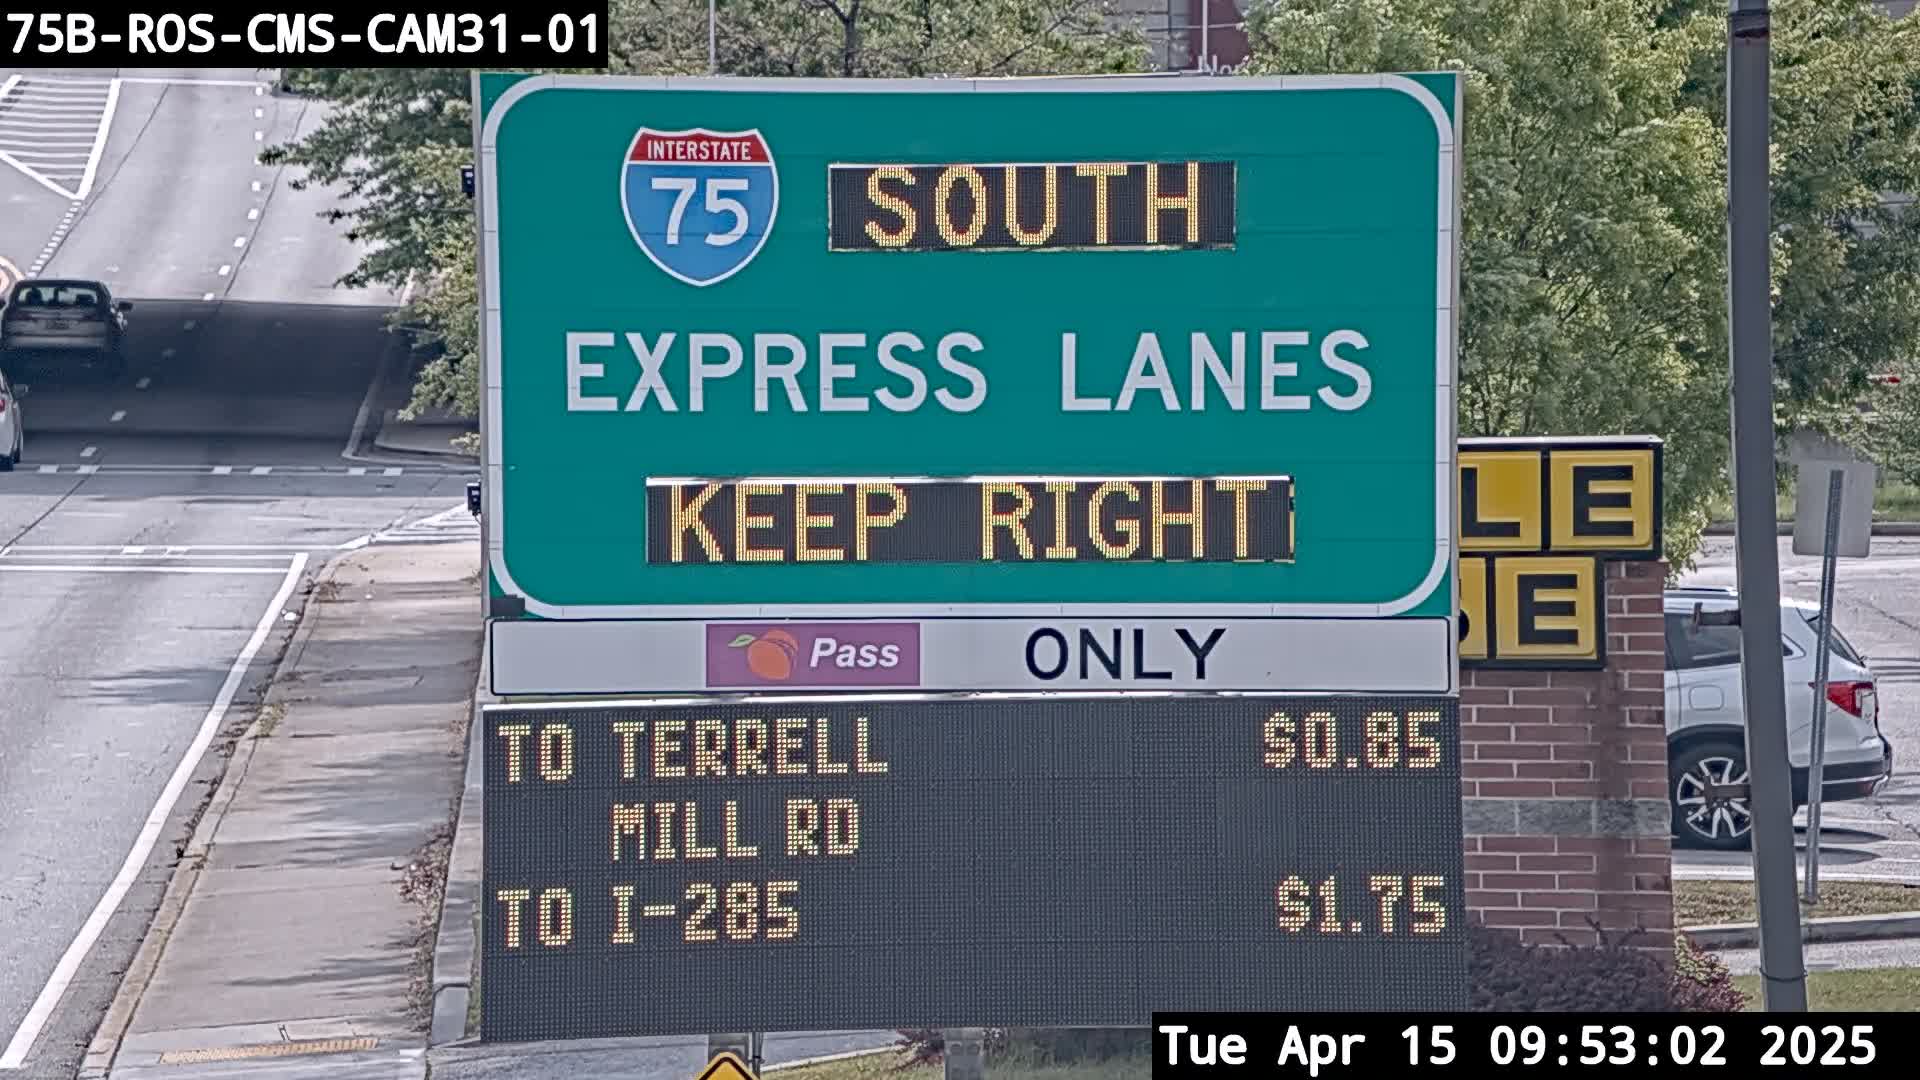 75B-ROS-CMS-CAM31-01
INTERSTATE
75
SOUTH
EXPRESS LANES
KEEP RIGHT
LE
E
Pass ONLY
TO TERRELL $0.85
MILL RD
TO I-285 $1.75
Tue Apr 15 09:53:02 2025